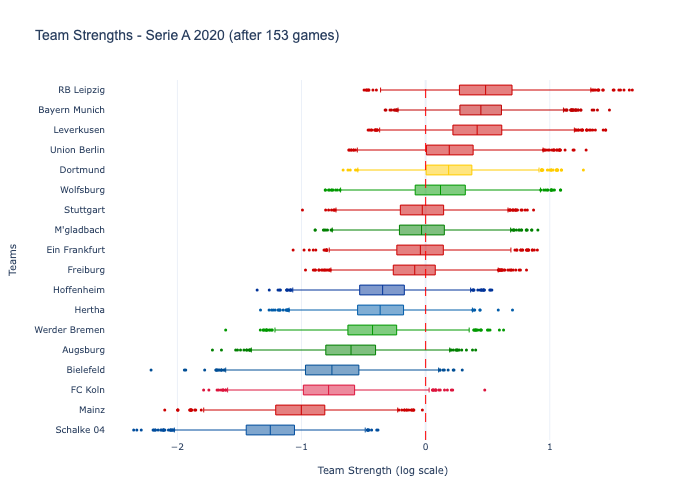 Team Strengths - Serie A 2020 (after 153 games)
RB Leipzig
Bayern Munich
Leverkusen
Union Berlin
Dortmund
Wolfsburg
Stuttgart
M'gladbach
Ein Frankfurt
Freiburg
Hoffenheim
Hertha
Werder Bremen
Augsburg
Bielefeld
FC Koln
Mainz
Schalke 04
Teams
−2 −1 0 1
Team Strength (log scale)